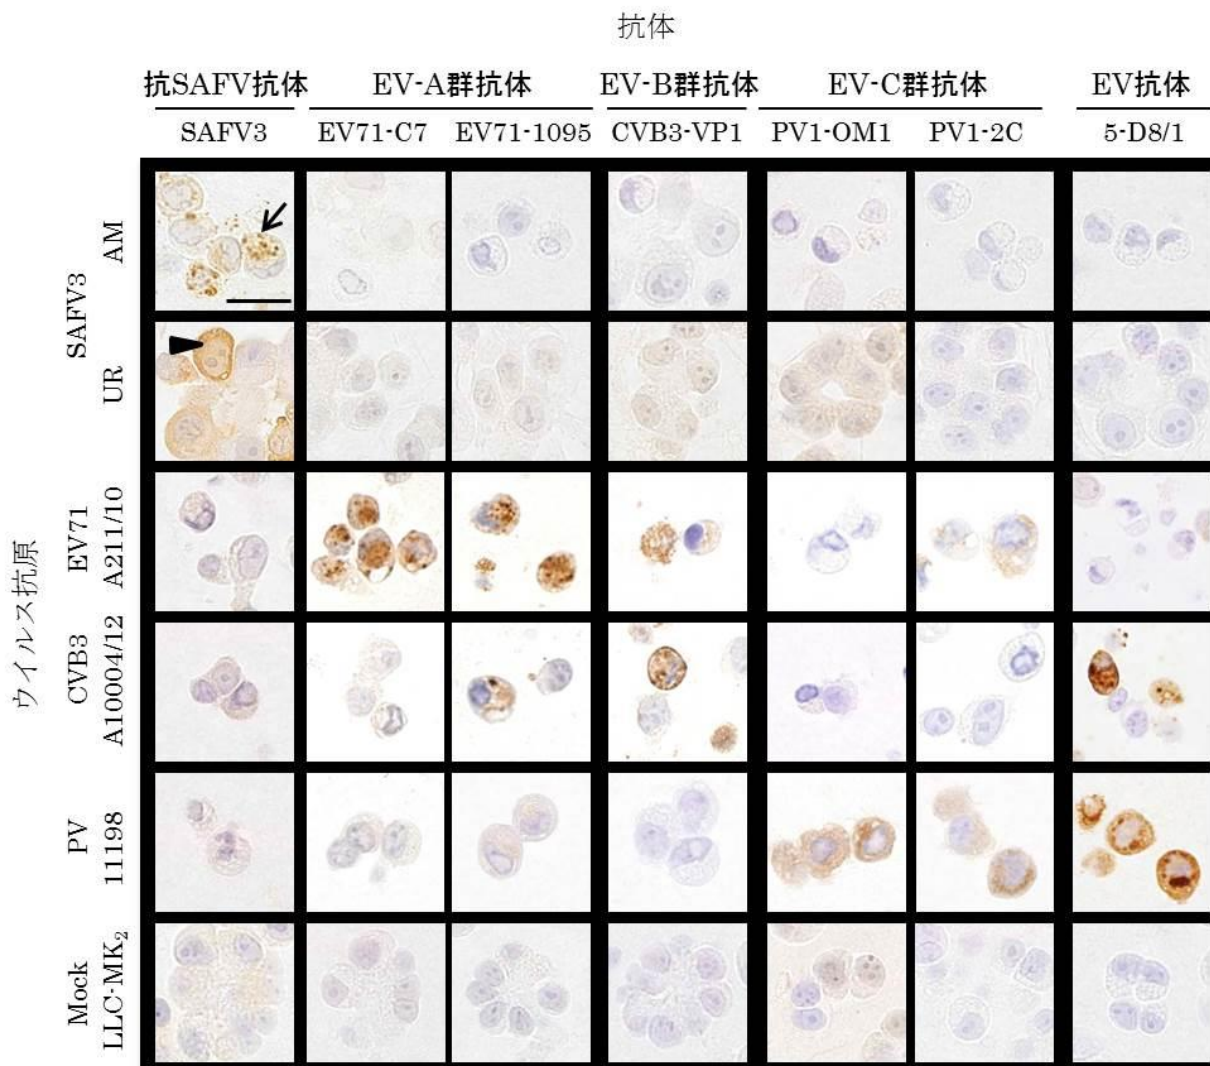 抗体
抗SAFV抗体 EV-A群抗体 EV-B群抗体 EV-C群抗体 EV抗体
SAFV3 EV71-C7 EV71-1095 CVB3-VP1 PV1-OM1 PV1-2C 5-D8/1
ウイルス抗原
SAFV3
AM
UR
EV71
A211/10
CVB3
A10004/12
PV
11198
Mock
LLC-MK₂